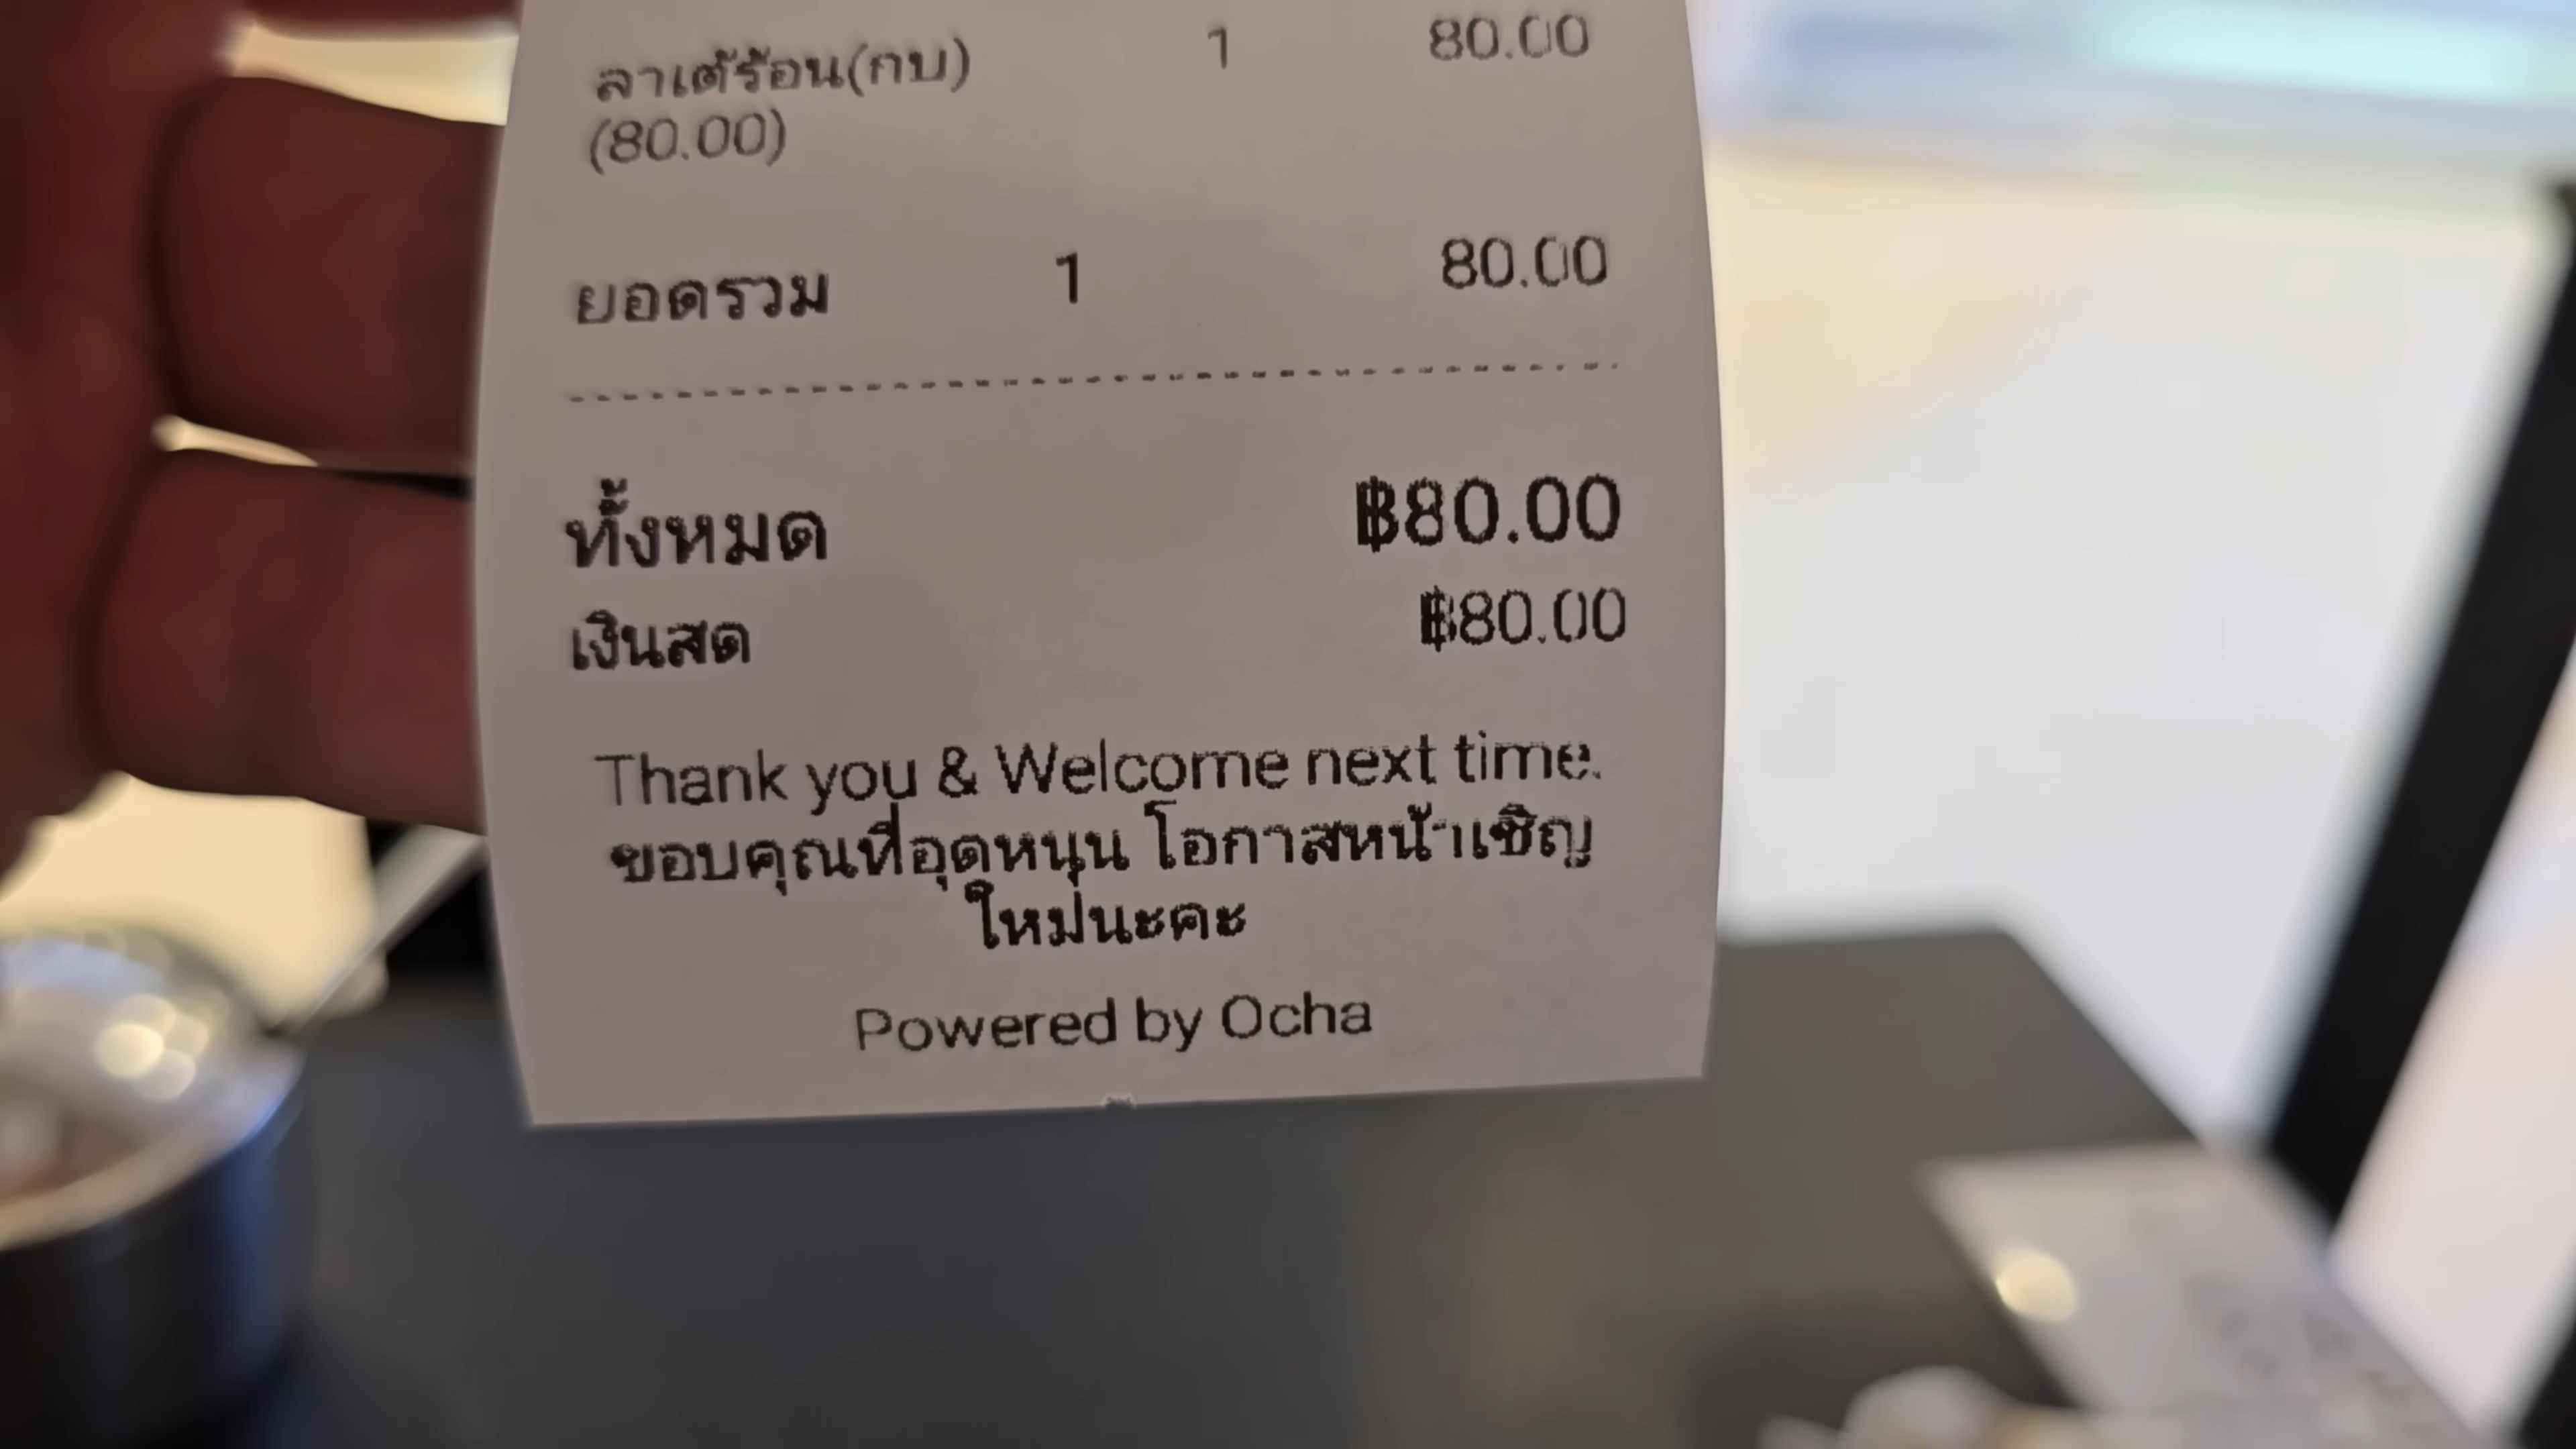 ลาเต้ร้อน(กบ) 1 80.00
(80.00)
ยอดรวม 1 80.00
ทั้งหมด ฿80.00
เงินสด ฿80.00
Thank you & Welcome next time.
ขอบคุณที่อุดหนุน โอกาสหน้าเชิญ
ใหม่นะคะ
Powered by Ocha